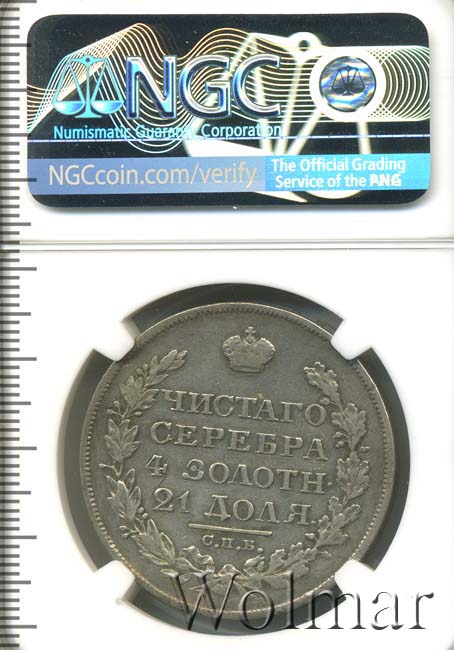 NGC
Numismatic Guaranty Corporation
NGCcoin.com/verify
The Official Grading
Service of the
ЧИСТАГО
СЕРЕБРА
4 ЗОЛОТН.
21 ДОЛЯ.
С.П.Б.
Wolmar